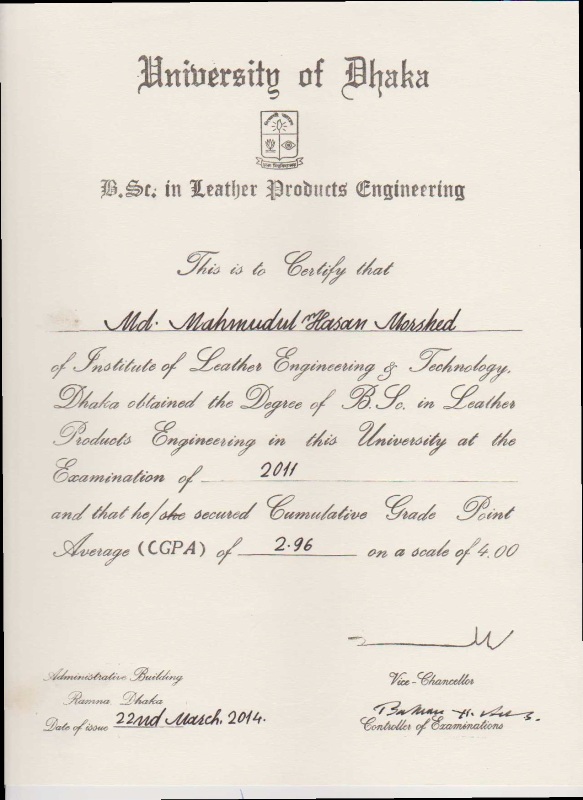 University of Dhaka
B.Sc. in Leather Products Engineering
This is to Certify that
Md. Mahmudul Hasan Morshed
of Institute of Leather Engineering & Technology,
Dhaka obtained the Degree of B.Sc. in Leather
Products Engineering in this University at the
Examination of 2011
and that he/she secured Cumulative Grade Point
Average (CGPA) of 2.96 on a scale of 4.00
Administrative Building
Ramna Dhaka
Date of issue 22nd March, 2014.
Vice-Chancellor
Controller of Examinations